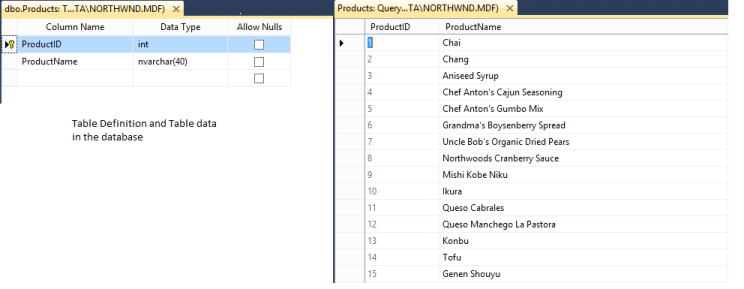 dbo.Products: T...TA\NORTHWND.MDF)
Column Name Data Type Allow Nulls
ProductID int
ProductName nvarchar(40)
Table Definition and Table data
in the database
Products: Query...TA\NORTHWND.MDF)
ProductID ProductName
1 Chai
2 Chang
3 Aniseed Syrup
4 Chef Anton's Cajun Seasoning
5 Chef Anton's Gumbo Mix
6 Grandma's Boysenberry Spread
7 Uncle Bob's Organic Dried Pears
8 Northwoods Cranberry Sauce
9 Mishi Kobe Niku
10 Ikura
11 Queso Cabrales
12 Queso Manchego La Pastora
13 Konbu
14 Tofu
15 Genen Shouyu